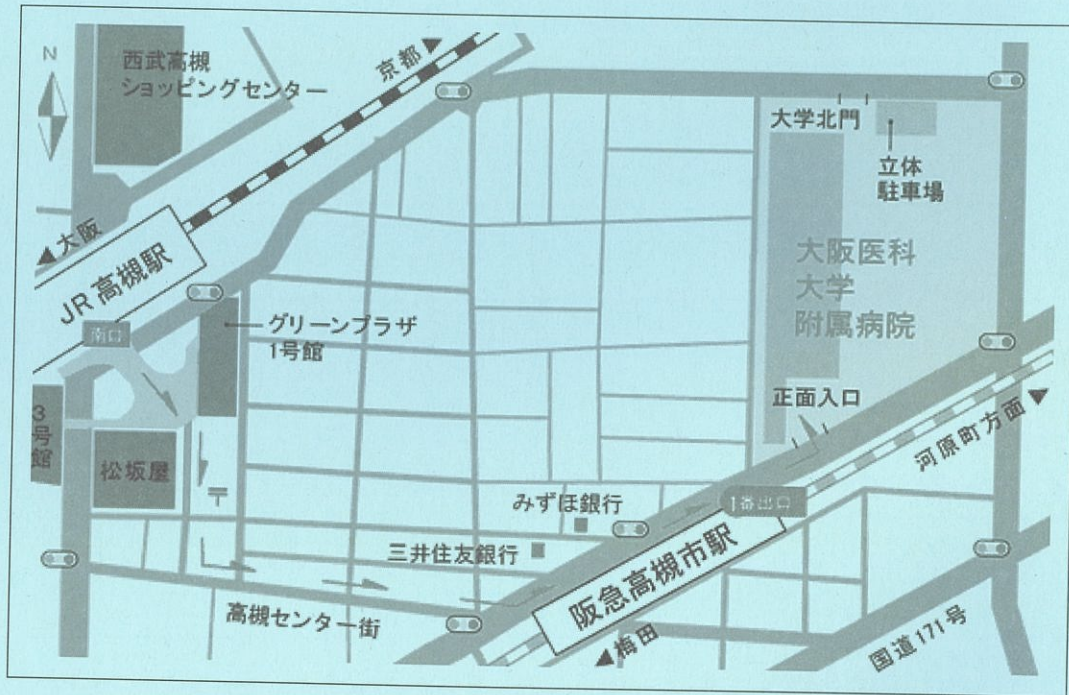 N
西武高槻
ショッピングセンター
京都
大学北門
立体
駐車場
大阪
JR高槻駅
大阪医科
大学
附属病院
南口
グリーンプラザ
1号館
正面入口
河原町方面
3号館
松坂屋
〒
みずほ銀行
1番出口
三井住友銀行
阪急高槻市駅
高槻センター街
梅田
国道171号